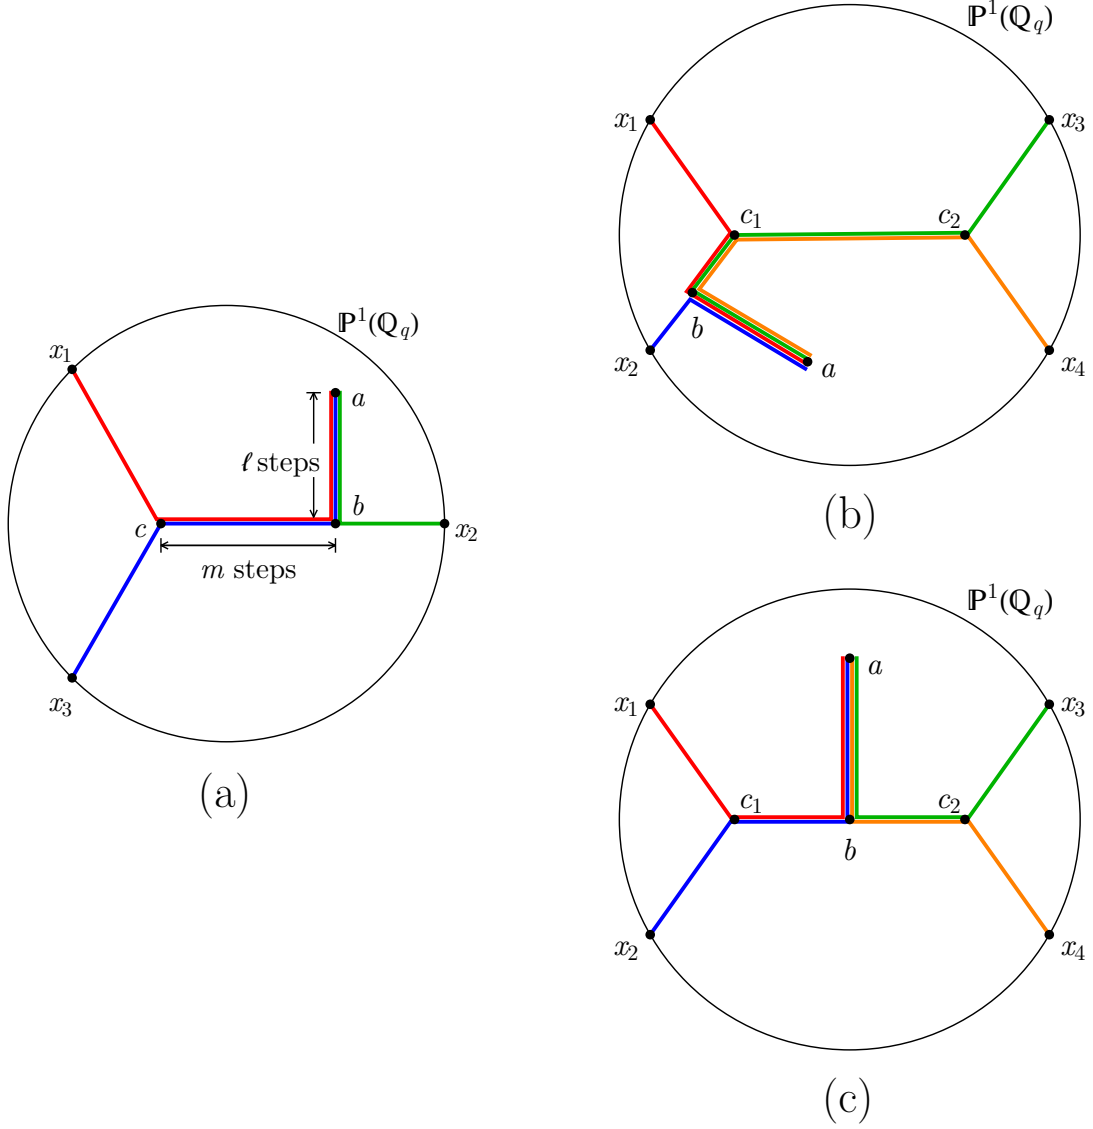 ℙ¹(ℚ_q)
x₁
a
ℓ steps
b
c
x₂
m steps
x₃
(a)
ℙ¹(ℚ_q)
x₁
x₃
c₁
c₂
b
a
x₂
x₄
(b)
ℙ¹(ℚ_q)
a
x₁
x₃
c₁
c₂
b
x₂
x₄
(c)